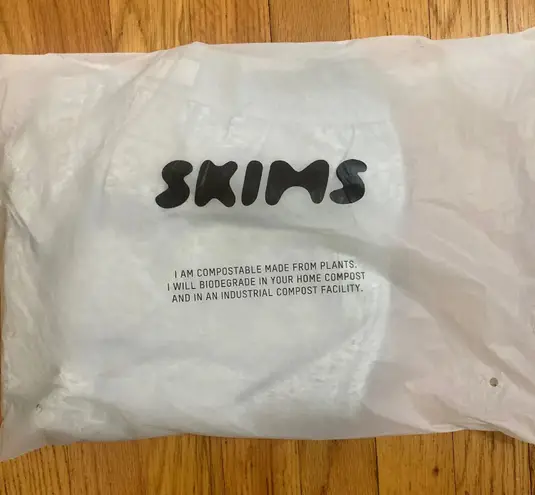 SKIMS
I AM COMPOSTABLE MADE FROM PLANTS.
I WILL BIODEGRADE IN YOUR HOME COMPOST
AND IN AN INDUSTRIAL COMPOST FACILITY.